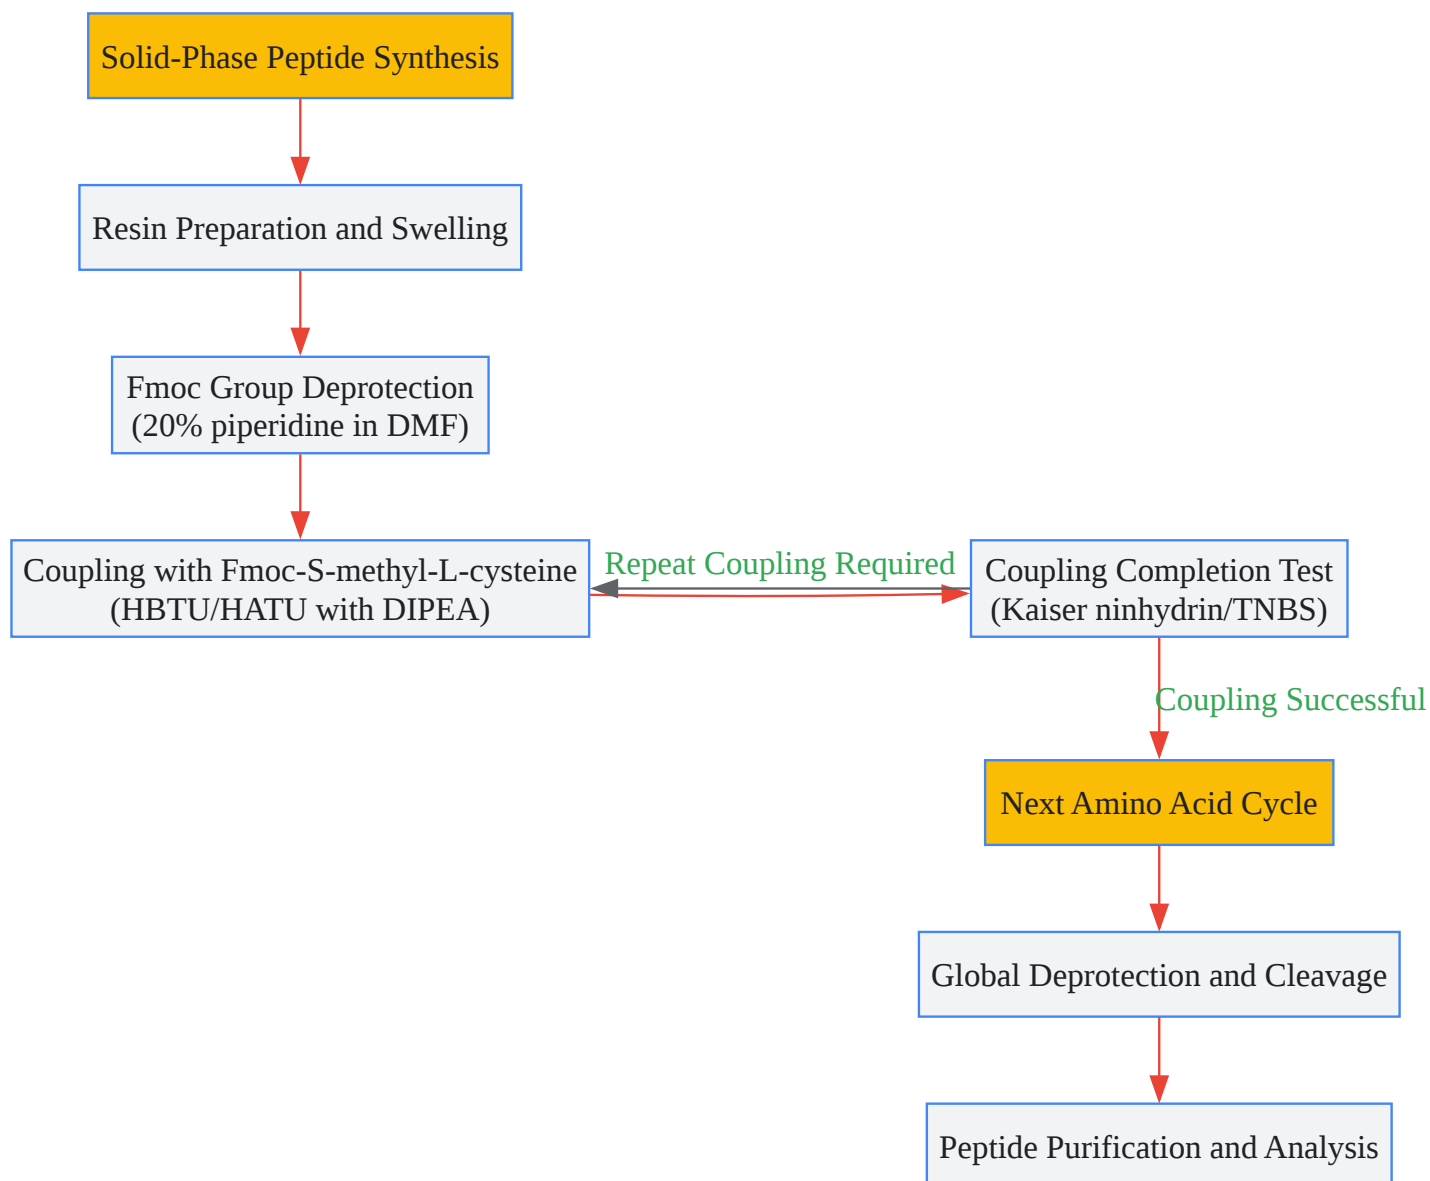 Solid-Phase Peptide Synthesis
Resin Preparation and Swelling
Fmoc Group Deprotection
(20% piperidine in DMF)
Coupling with Fmoc-S-methyl-L-cysteine
(HBTU/HATU with DIPEA)
Repeat Coupling Required
Coupling Completion Test
(Kaiser ninhydrin/TNBS)
Coupling Successful
Next Amino Acid Cycle
Global Deprotection and Cleavage
Peptide Purification and Analysis